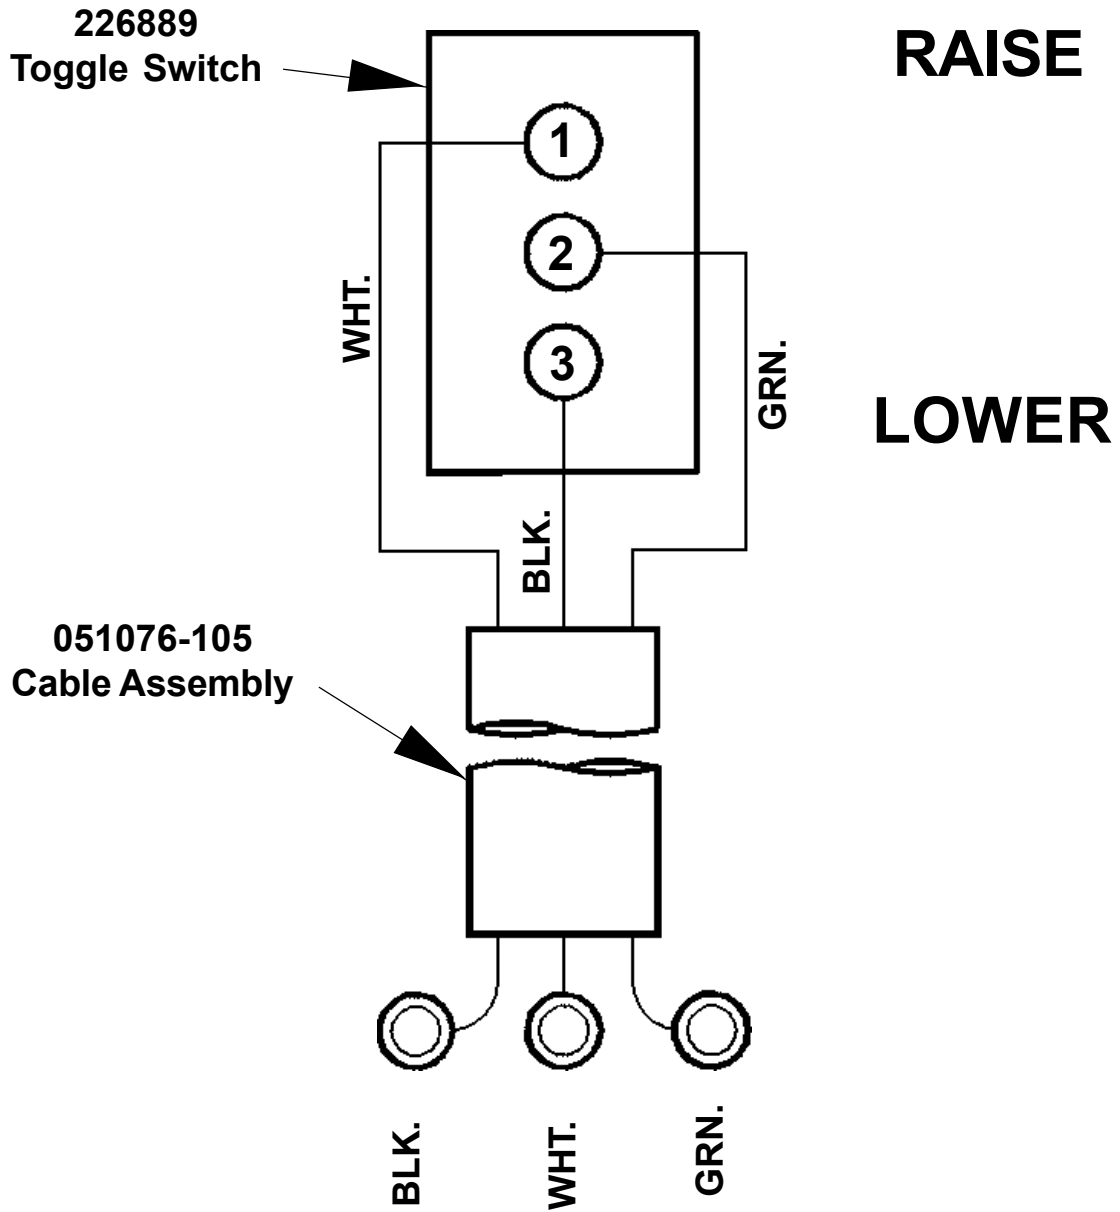 226889
Toggle Switch
RAISE
1
2
3
WHT.
GRN.
LOWER
BLK.
051076-105
Cable Assembly
BLK.
WHT.
GRN.